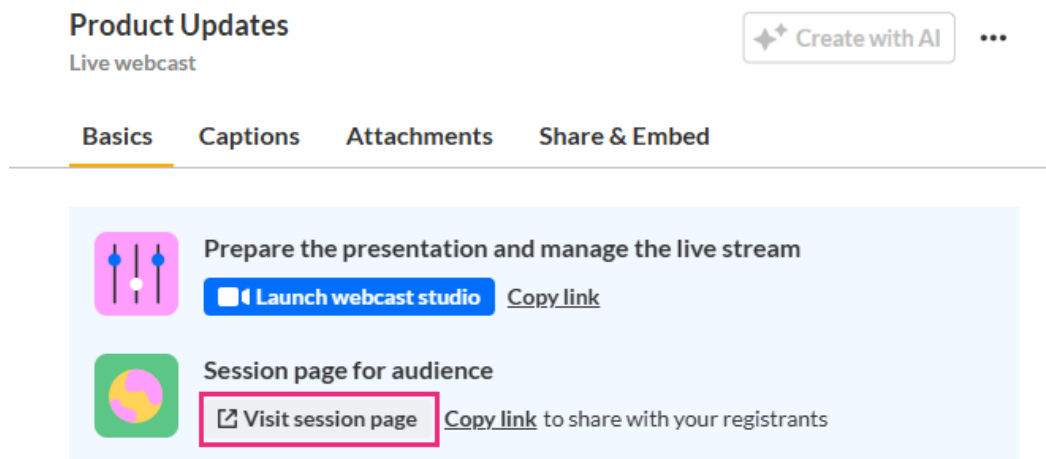 Product Updates
Create with AI
Live webcast
Basics Captions Attachments Share & Embed
Prepare the presentation and manage the live stream
Launch webcast studio Copy link
Session page for audience
Visit session page Copy link to share with your registrants